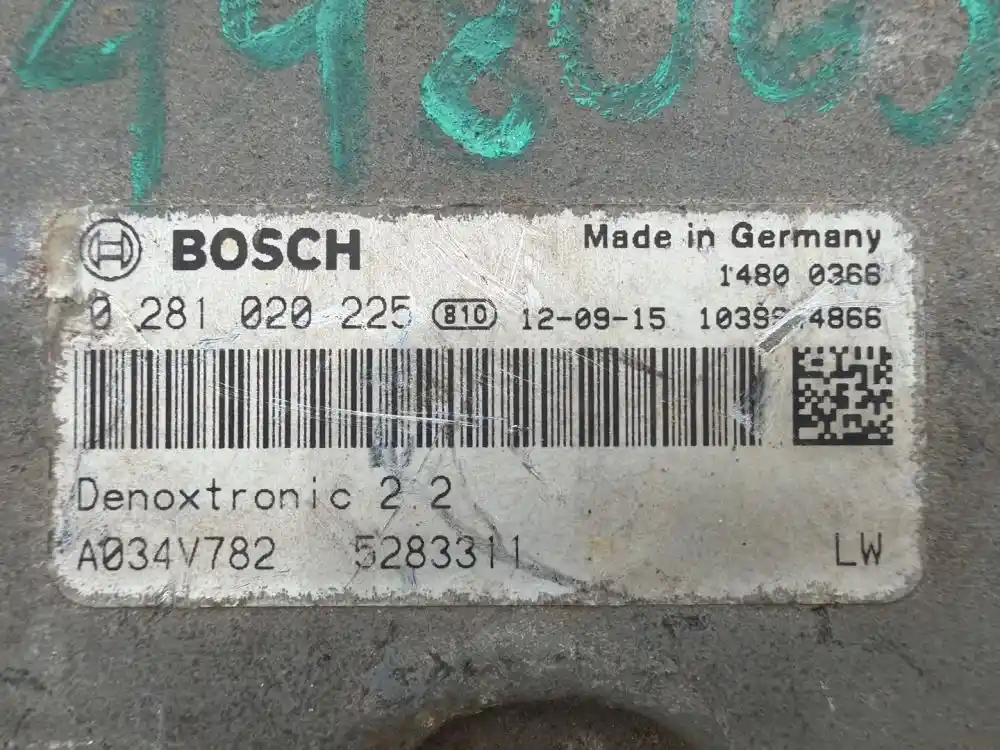 BOSCH
Made in Germany
1480 0366
0 281 020 225 810 12-09-15
Denoxtronic 2.2
A034V782 5283311 LW